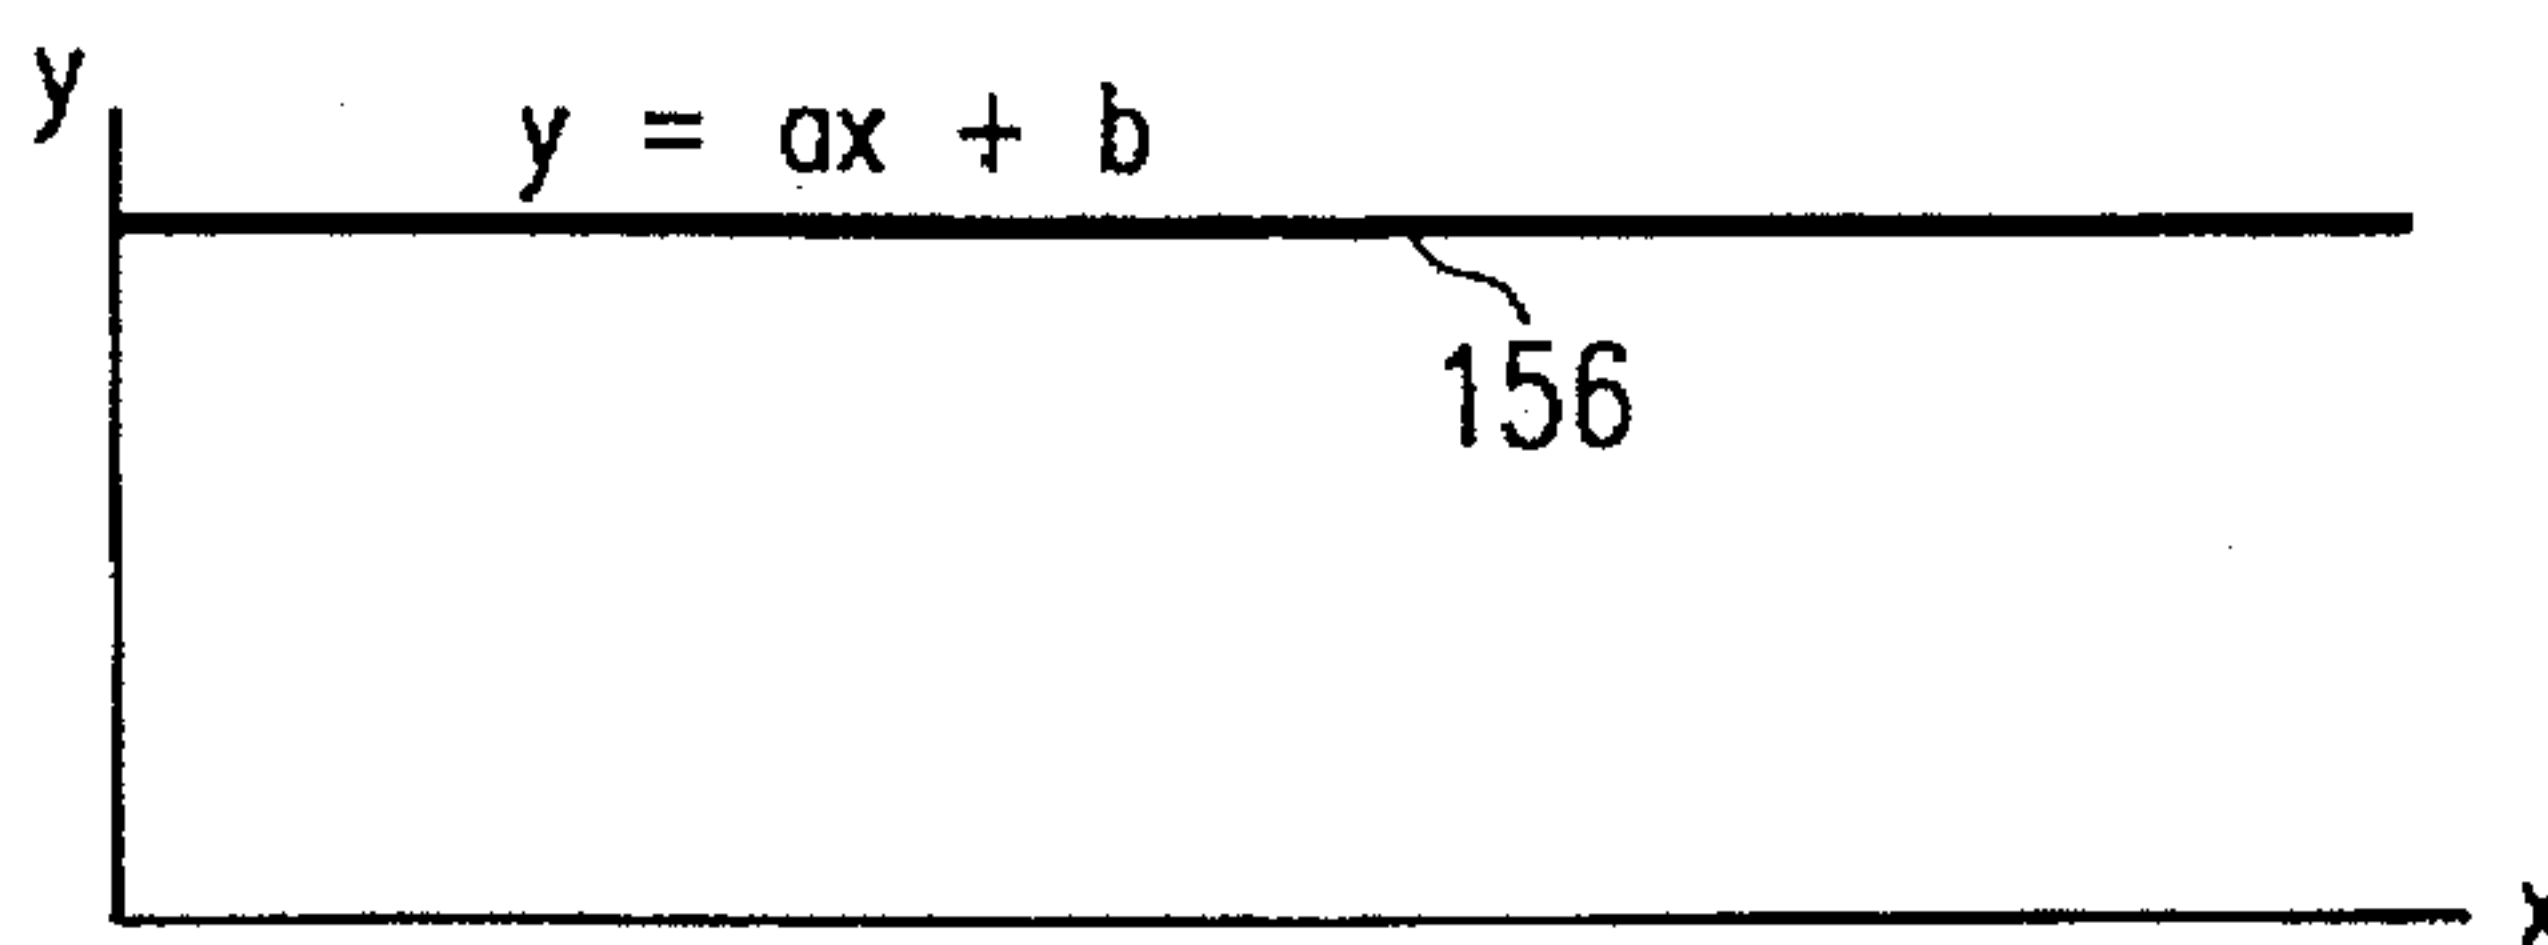 y
y = ax + b
156
x